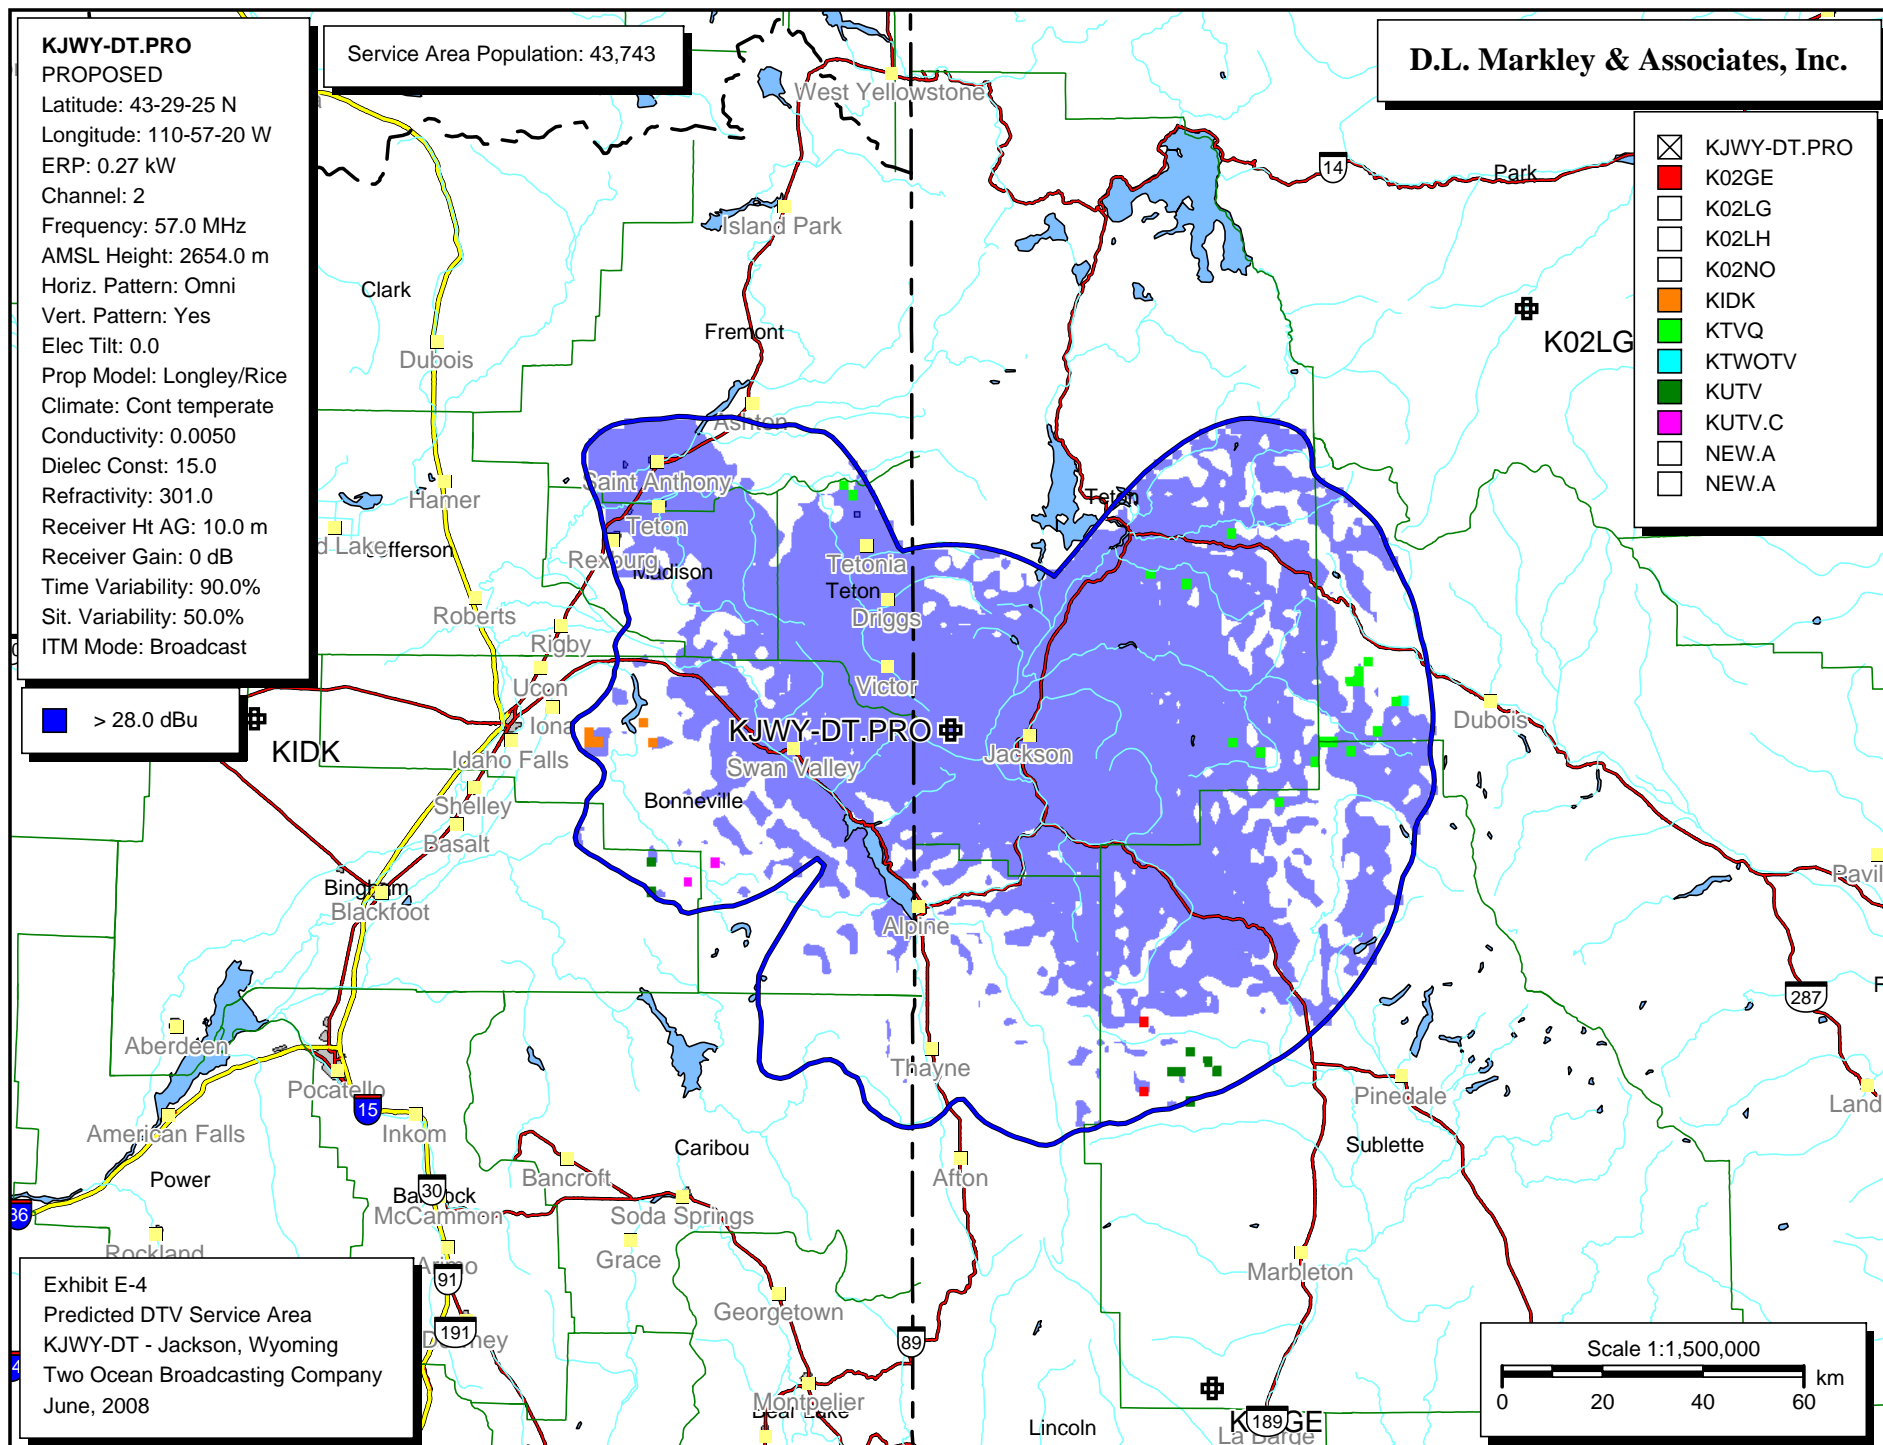 KJWY-DT.PRO
PROPOSED
Latitude: 43-29-25 N
Longitude: 110-57-20 W
ERP: 0.27 kW
Channel: 2
Frequency: 57.0 MHz
AMSL Height: 2654.0 m
Horiz. Pattern: Omni
Vert. Pattern: Yes
Elec Tilt: 0.0
Prop Model: Longley/Rice
Climate: Cont temperate
Conductivity: 0.0050
Dielec Const: 15.0
Refractivity: 301.0
Receiver Ht AG: 10.0 m
Receiver Gain: 0 dB
Time Variability: 90.0%
Sit. Variability: 50.0%
ITM Mode: Broadcast
> 28.0 dBu
Service Area Population: 43,743
D.L. Markley & Associates, Inc.
KJWY-DT.PRO
K02GE
K02LG
K02LH
K02NO
KIDK
KTVQ
KTWOTV
KUTV
KUTV.C
NEW.A
NEW.A
West Yellowstone
14
Park
Island Park
Clark
Fremont
K02LG
Dubois
Ashton
Saint Anthony
Hamer
Teton
Teton
d Lake
Jefferson
Rexburg
Madison
Tetonia
Teton
Driggs
Roberts
Rigby
Ucon
Victor
Iona
Dubois
KIDK
Idaho Falls
KJWY-DT.PRO
Swan Valley
Jackson
Shelley
Bonneville
Basalt
Bingham
Blackfoot
Pavil
Alpine
287
F
Aberdeen
Thayne
Pocatello
15
Pinedale
Land
American Falls
Inkom
Caribou
Sublette
Power
Bancroft
Afton
30
Bannock
McCammon
Soda Springs
86
Rockland
Arimo
Grace
91
Marbleton
Georgetown
191
Downey
89
Montpelier
Bear Lake
Lincoln
K02GE
189
La Barge
Exhibit E-4
Predicted DTV Service Area
KJWY-DT - Jackson, Wyoming
Two Ocean Broadcasting Company
June, 2008
Scale 1:1,500,000
0 20 40 60 km